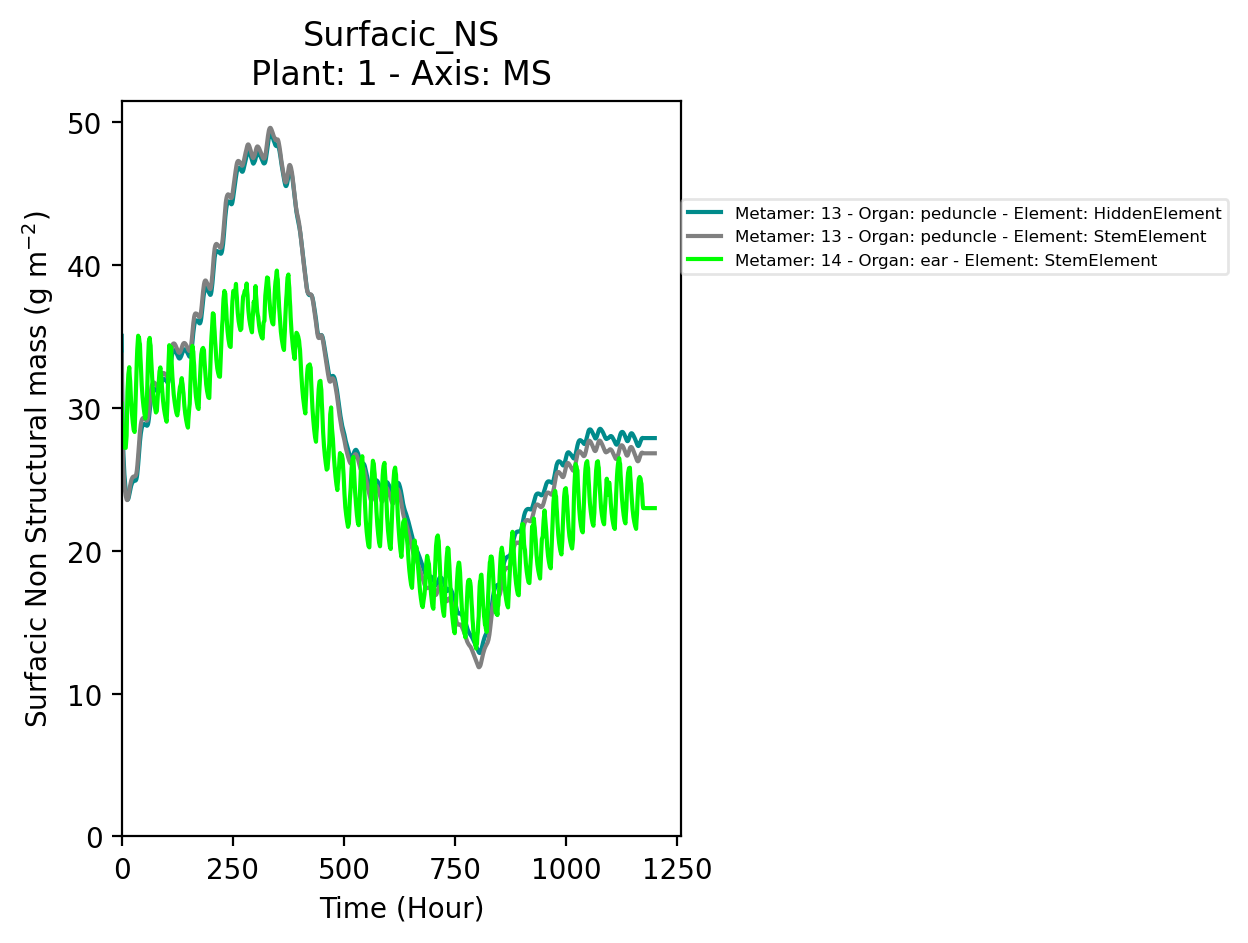 Surfacic_NS
Plant: 1 - Axis: MS
Surfacic Non Structural mass (g m⁻²)
50
40
30
20
10
0
0 250 500 750 1000 1250
Time (Hour)
Metamer: 13 - Organ: peduncle - Element: HiddenElement
Metamer: 13 - Organ: peduncle - Element: StemElement
Metamer: 14 - Organ: ear - Element: StemElement